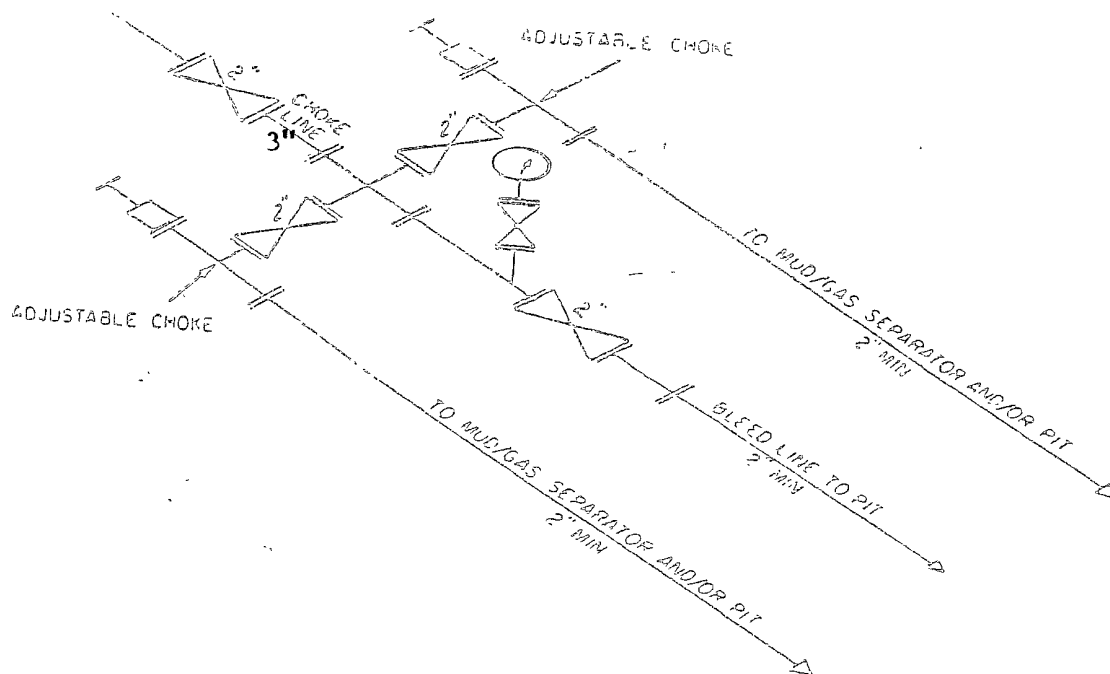 ADJUSTABLE CHOKE
2"
CHOKE
LINE
3"
2"
2"
ADJUSTABLE CHOKE
2"
TO MUD/GAS SEPARATOR AND/OR PIT
2" MIN
BLEED LINE TO PIT
2" MIN
TO MUD/GAS SEPARATOR AND/OR PIT
2" MIN